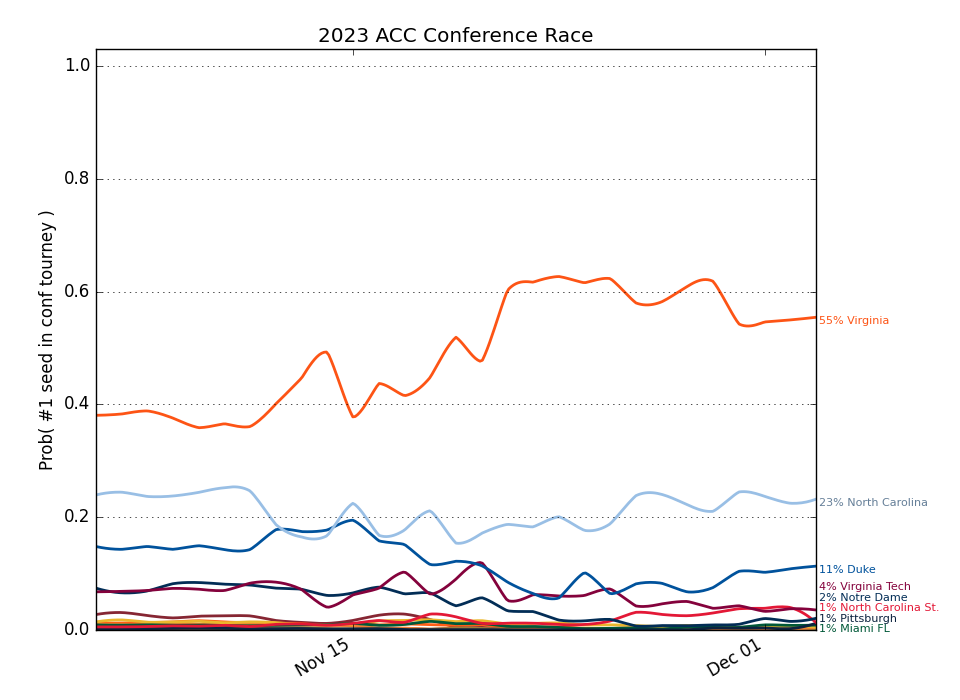 2023 ACC Conference Race
Prob( #1 seed in conf tourney )
1.0
0.8
0.6
0.4
0.2
0.0
Nov 15
Dec 01
55% Virginia
23% North Carolina
11% Duke
4% Virginia Tech
2% Notre Dame
1% North Carolina St.
1% Pittsburgh
1% Miami FL